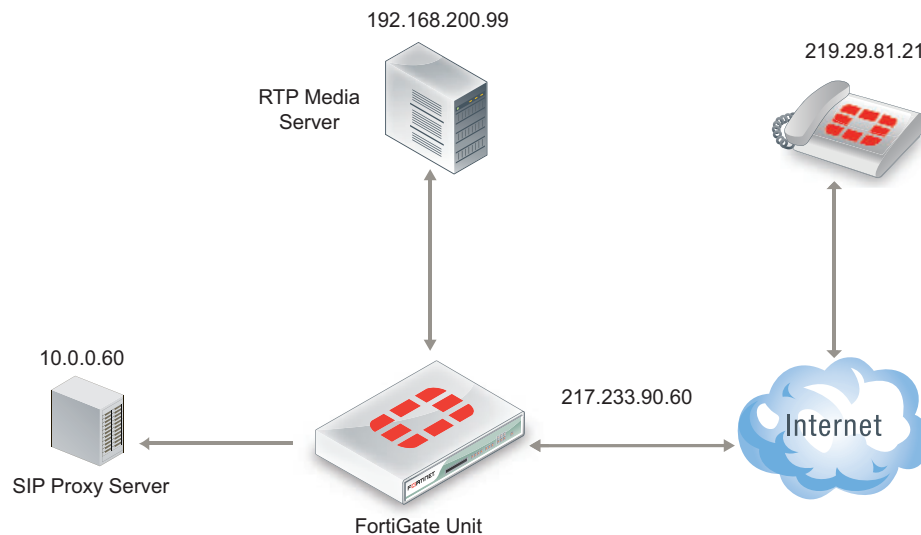 192.168.200.99
219.29.81.21
RTP Media
Server
10.0.0.60
217.233.90.60
Internet
SIP Proxy Server
FORTINET
FortiGate Unit